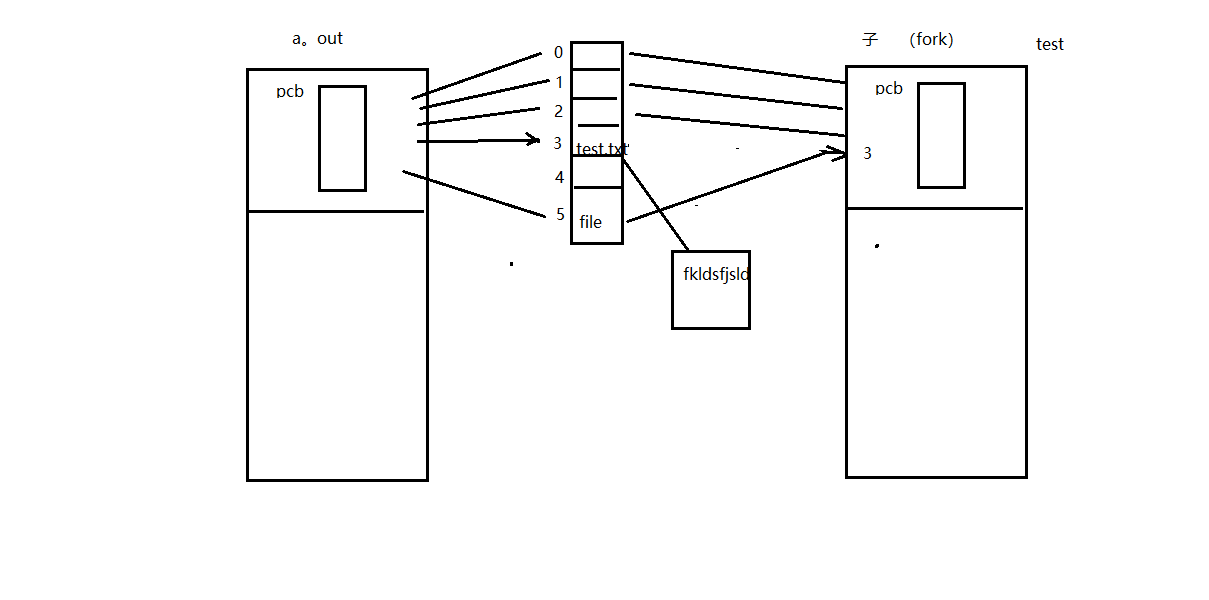 a。out
子 （fork）
test
pcb
0
1
2
3
4
5
test.txt
file
fkldsfjsld
pcb
3